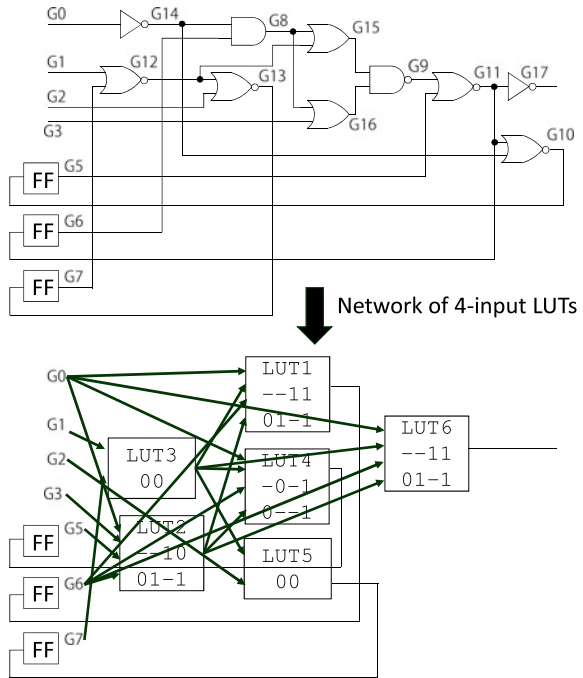 G0
G14
G8
G15
G1
G12
G13
G9
G11
G17
G2
G3
G16
G10
FF
G5
FF
G6
FF
G7
Network of 4-input LUTs
G0
LUT1
--11
01-1
G1
LUT6
--11
01-1
G2
LUT3
00
LUT4
-0-1
0--1
G3
G5
LUT2
--10
01-1
FF
LUT5
00
FF
G6
FF
G7